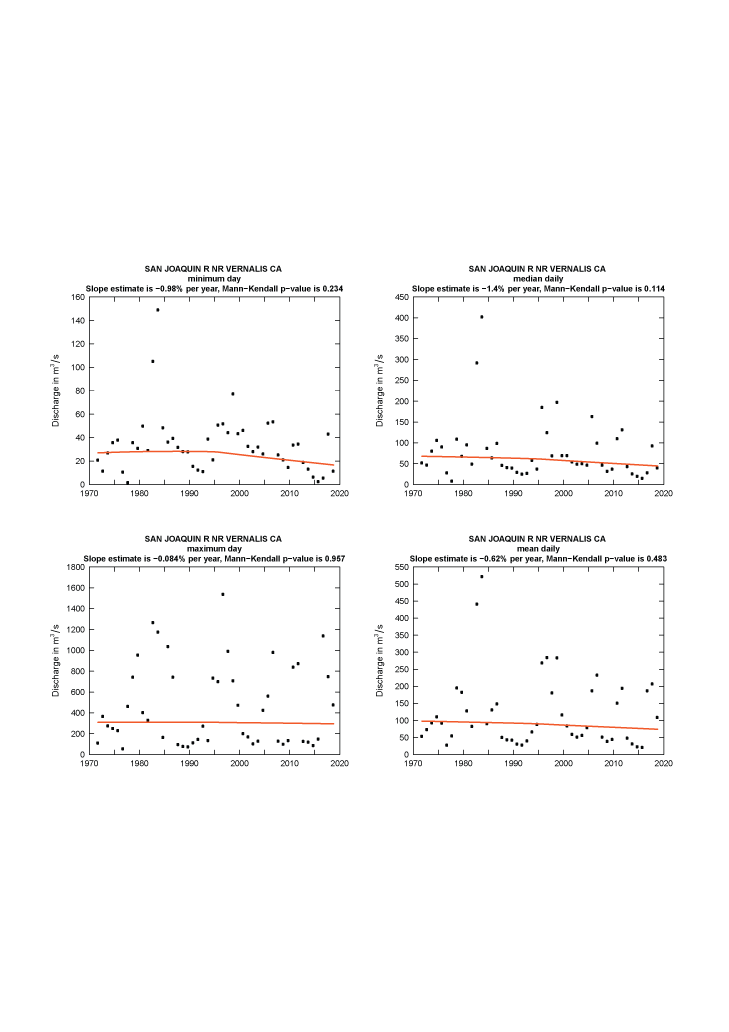 SAN JOAQUIN R NR VERNALIS CA
minimum day
Slope estimate is −0.98% per year, Mann−Kendall p−value is 0.234
160
140
120
100
80
60
40
20
0
Discharge in m³/s
1970 1980 1990 2000 2010 2020
SAN JOAQUIN R NR VERNALIS CA
median daily
Slope estimate is −1.4% per year, Mann−Kendall p−value is 0.114
450
400
350
300
250
200
150
100
50
0
Discharge in m³/s
1970 1980 1990 2000 2010 2020
SAN JOAQUIN R NR VERNALIS CA
maximum day
Slope estimate is −0.084% per year, Mann−Kendall p−value is 0.957
1800
1600
1400
1200
1000
800
600
400
200
0
Discharge in m³/s
1970 1980 1990 2000 2010 2020
SAN JOAQUIN R NR VERNALIS CA
mean daily
Slope estimate is −0.62% per year, Mann−Kendall p−value is 0.483
550
500
450
400
350
300
250
200
150
100
50
0
Discharge in m³/s
1970 1980 1990 2000 2010 2020